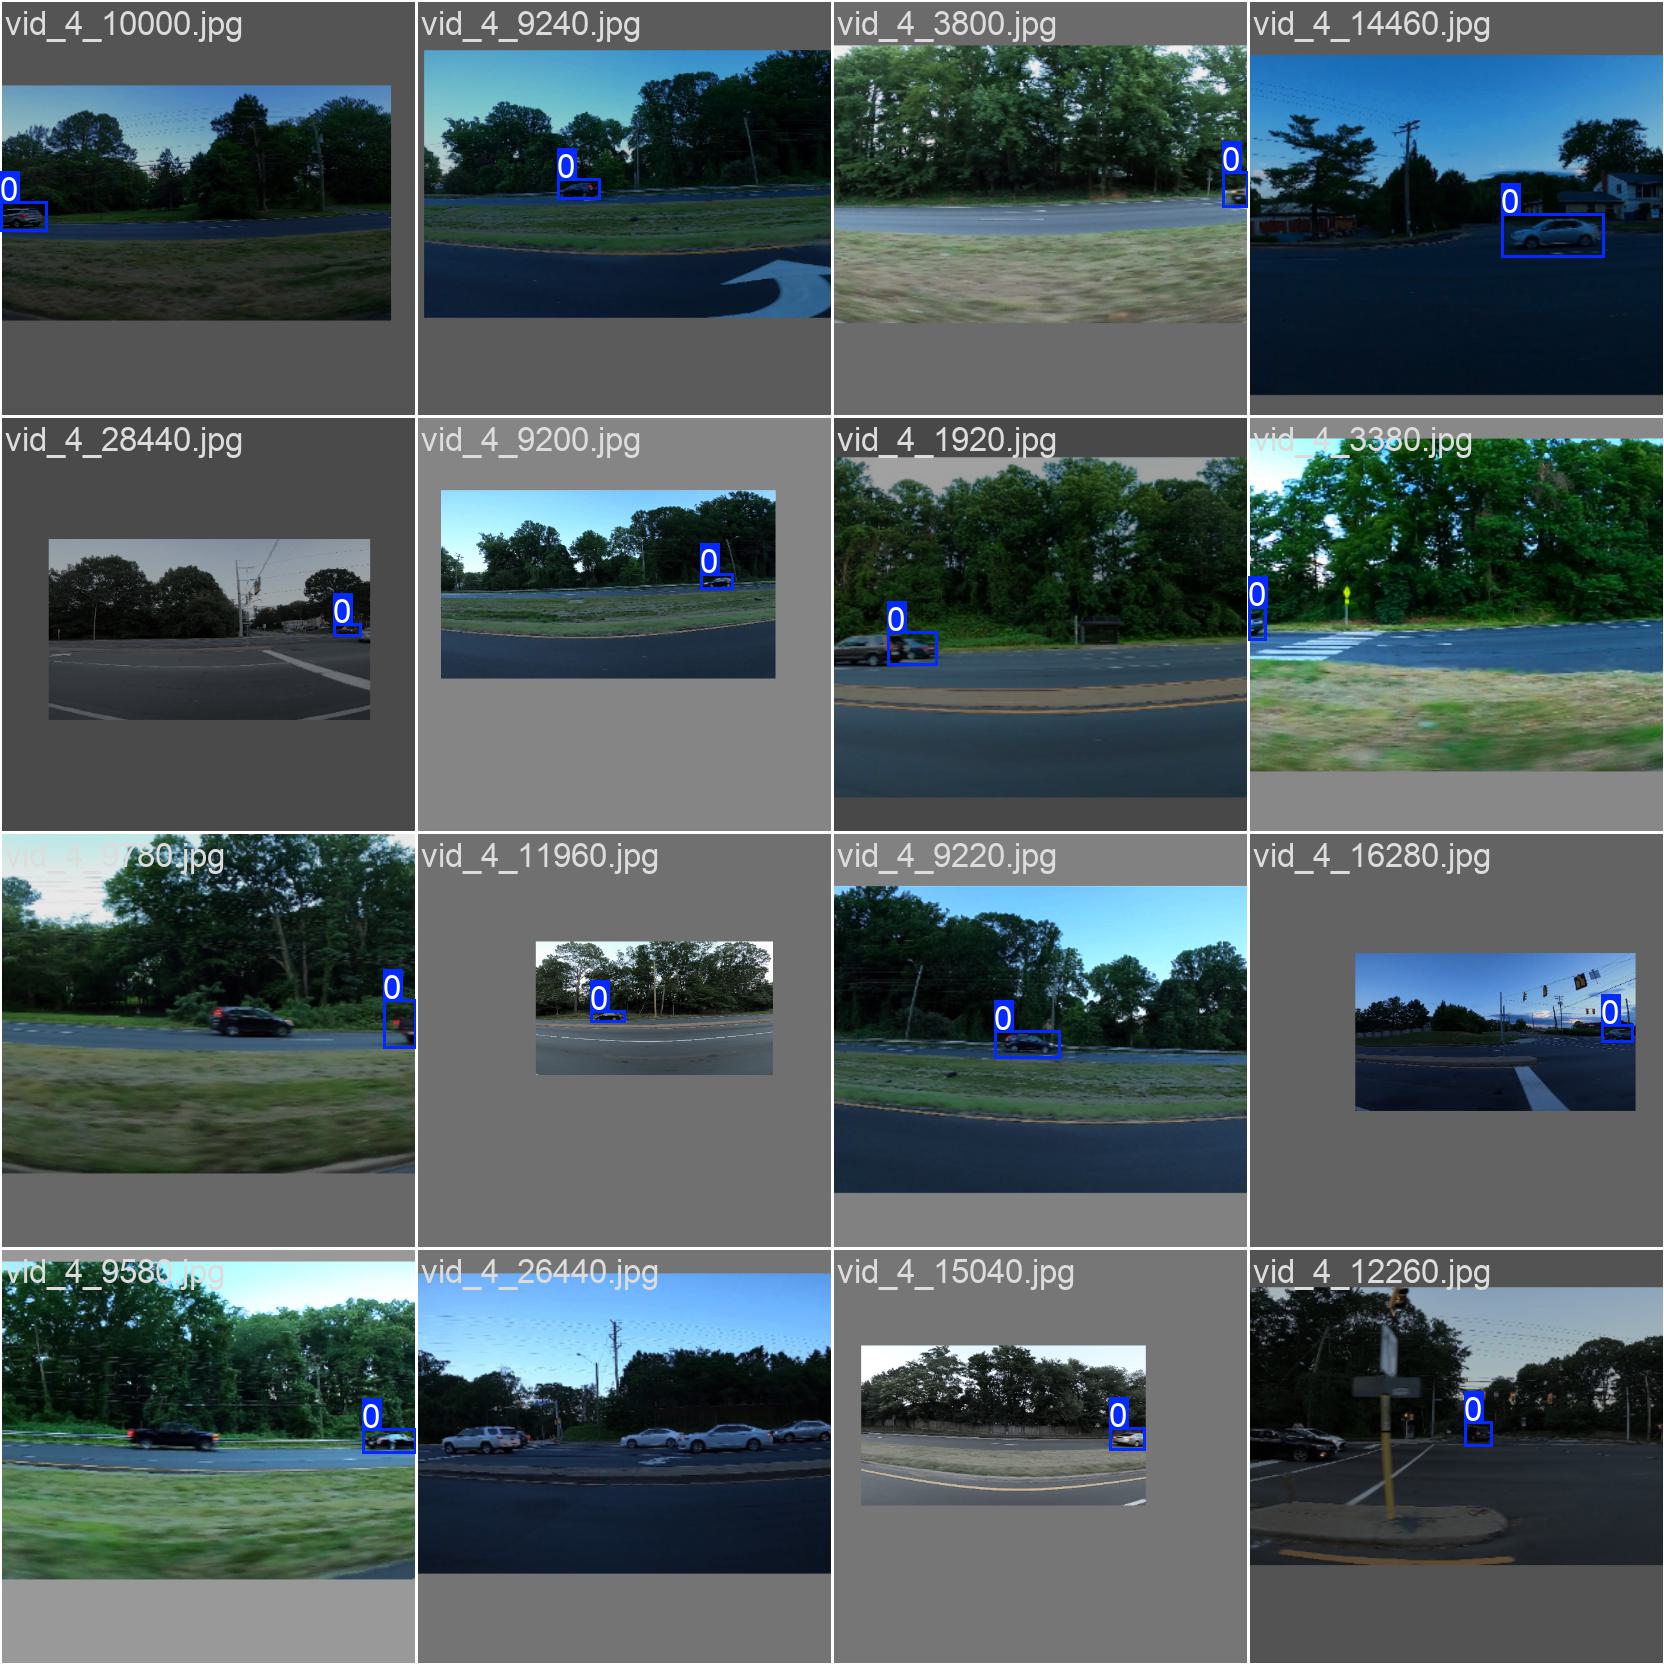 vid_4_10000.jpg
vid_4_9240.jpg
vid_4_3800.jpg
vid_4_14460.jpg
0
0
0
0
vid_4_28440.jpg
vid_4_9200.jpg
vid_4_1920.jpg
vid_4_3380.jpg
0
0
0
0
vid_4_9780.jpg
vid_4_11960.jpg
vid_4_9220.jpg
vid_4_16280.jpg
0
0
0
0
vid_4_9580.jpg
vid_4_26440.jpg
vid_4_15040.jpg
vid_4_12260.jpg
0
0
0